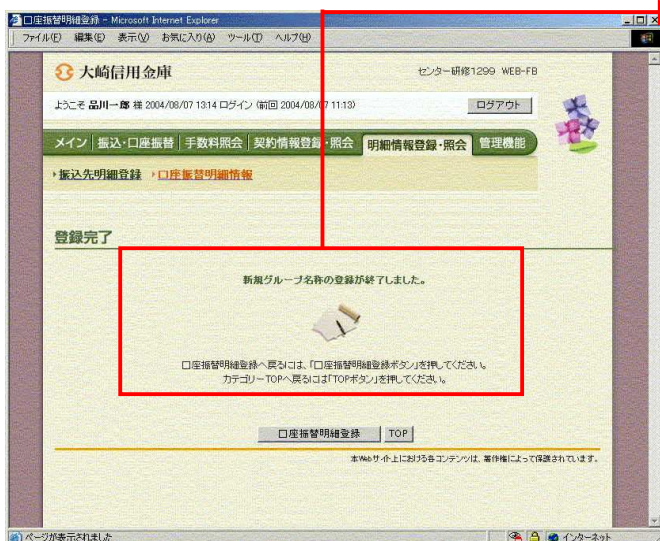 口座振替明細登録 - Microsoft Internet Explorer
ファイル(F) 編集(E) 表示(V) お気に入り(A) ツール(T) ヘルプ(H)
大崎信用金庫
センター研修1299 WEB-FB
ようこそ 品川一郎 様 2004/08/07 13:14 ログイン (前回 2004/08/07 11:13)
ログアウト
メイン 振込・口座振替 手数料照会 契約情報登録・照会 明細情報登録・照会 管理機能
振込先明細登録 口座振替明細情報
登録完了
新規グループ名称の登録が終了しました。
口座振替明細登録へ戻るには、「口座振替明細登録ボタン」を押してください。
カテゴリーTOPへ戻るには「TOPボタン」を押してください。
口座振替明細登録 TOP
本Webサイト上における各コンテンツは、著作権によって保護されています。
ページが表示されました
インターネット